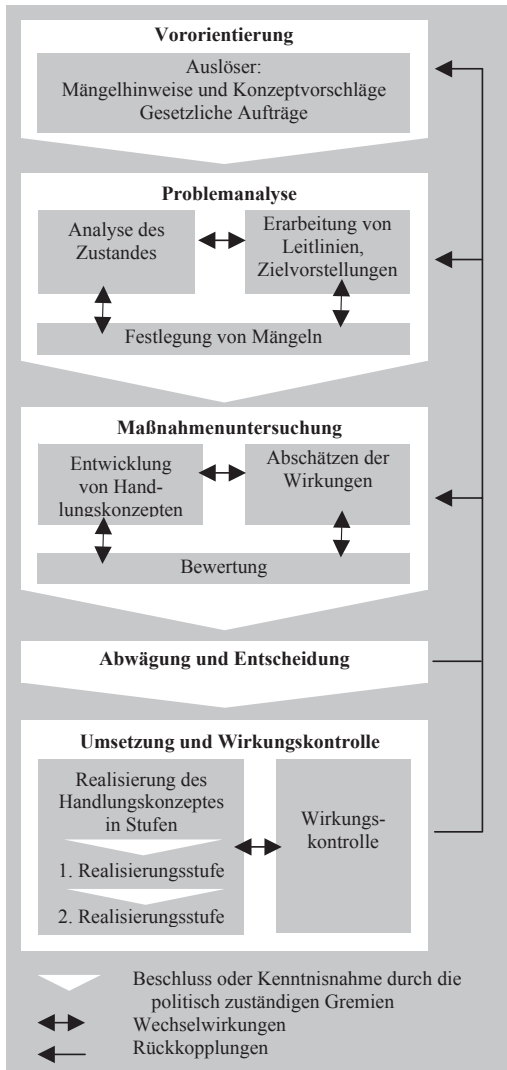 Vororientierung
Auslöser:
Mängelhinweise und Konzeptvorschläge
Gesetzliche Aufträge
Problemanalyse
Analyse des
Zustandes
Erarbeitung von
Leitlinien,
Zielvorstellungen
Festlegung von Mängeln
Maßnahmenuntersuchung
Entwicklung
von Hand-
lungskonzepten
Abschätzen der
Wirkungen
Bewertung
Abwägung und Entscheidung
Umsetzung und Wirkungskontrolle
Realisierung des
Handlungskonzeptes
in Stufen
1. Realisierungsstufe
2. Realisierungsstufe
Wirkungs-
kontrolle
Beschluss oder Kenntnisnahme durch die
politisch zuständigen Gremien
Wechselwirkungen
Rückkopplungen